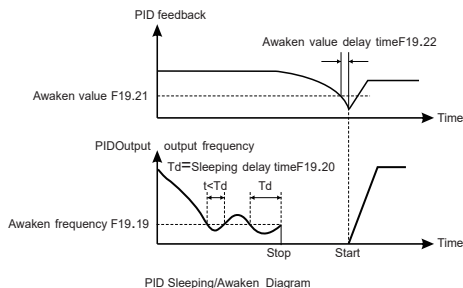 PID feedback
Awaken value delay timeF19.22
Awaken value F19.21
Time
PIDOutput output frequency
Td=Sleeping delay timeF19.20
t<Td
Td
Awaken frequency F19.19
Time
Stop
Start
PID Sleeping/Awaken Diagram